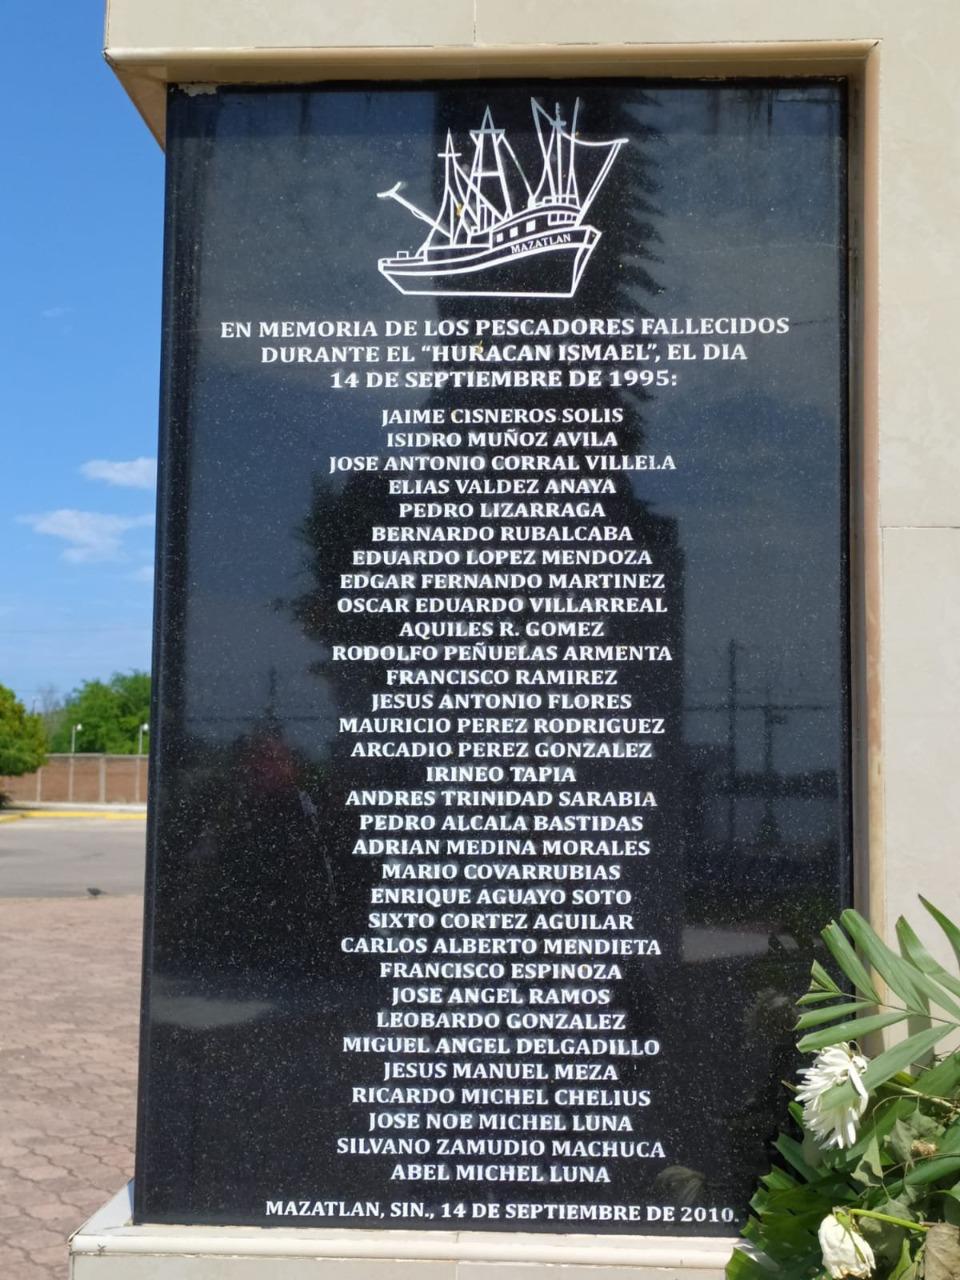 MAZATLAN
EN MEMORIA DE LOS PESCADORES FALLECIDOS
DURANTE EL “HURACAN ISMAEL”, EL DIA
14 DE SEPTIEMBRE DE 1995:
JAIME CISNEROS SOLIS
ISIDRO MUÑOZ AVILA
JOSE ANTONIO CORRAL VILLELA
ELIAS VALDEZ ANAYA
PEDRO LIZARRAGA
BERNARDO RUBALCABA
EDUARDO LOPEZ MENDOZA
EDGAR FERNANDO MARTINEZ
OSCAR EDUARDO VILLARREAL
AQUILES R. GOMEZ
RODOLFO PEÑUELAS ARMENTA
FRANCISCO RAMIREZ
JESUS ANTONIO FLORES
MAURICIO PEREZ RODRIGUEZ
ARCADIO PEREZ GONZALEZ
IRINEO TAPIA
ANDRES TRINIDAD SARABIA
PEDRO ALCALA BASTIDAS
ADRIAN MEDINA MORALES
MARIO COVARRUBIAS
ENRIQUE AGUAYO SOTO
SIXTO CORTEZ AGUILAR
CARLOS ALBERTO MENDIETA
FRANCISCO ESPINOZA
JOSE ANGEL RAMOS
LEOBARDO GONZALEZ
MIGUEL ANGEL DELGADILLO
JESUS MANUEL MEZA
RICARDO MICHEL CHELIUS
JOSE NOE MICHEL LUNA
SILVANO ZAMUDIO MACHUCA
ABEL MICHEL LUNA
MAZATLAN, SIN., 14 DE SEPTIEMBRE DE 2010.